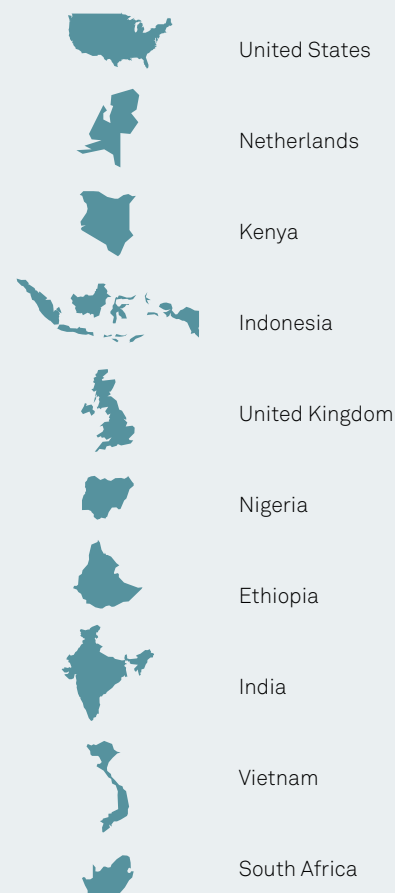 United States
Netherlands
Kenya
Indonesia
United Kingdom
Nigeria
Ethiopia
India
Vietnam
South Africa